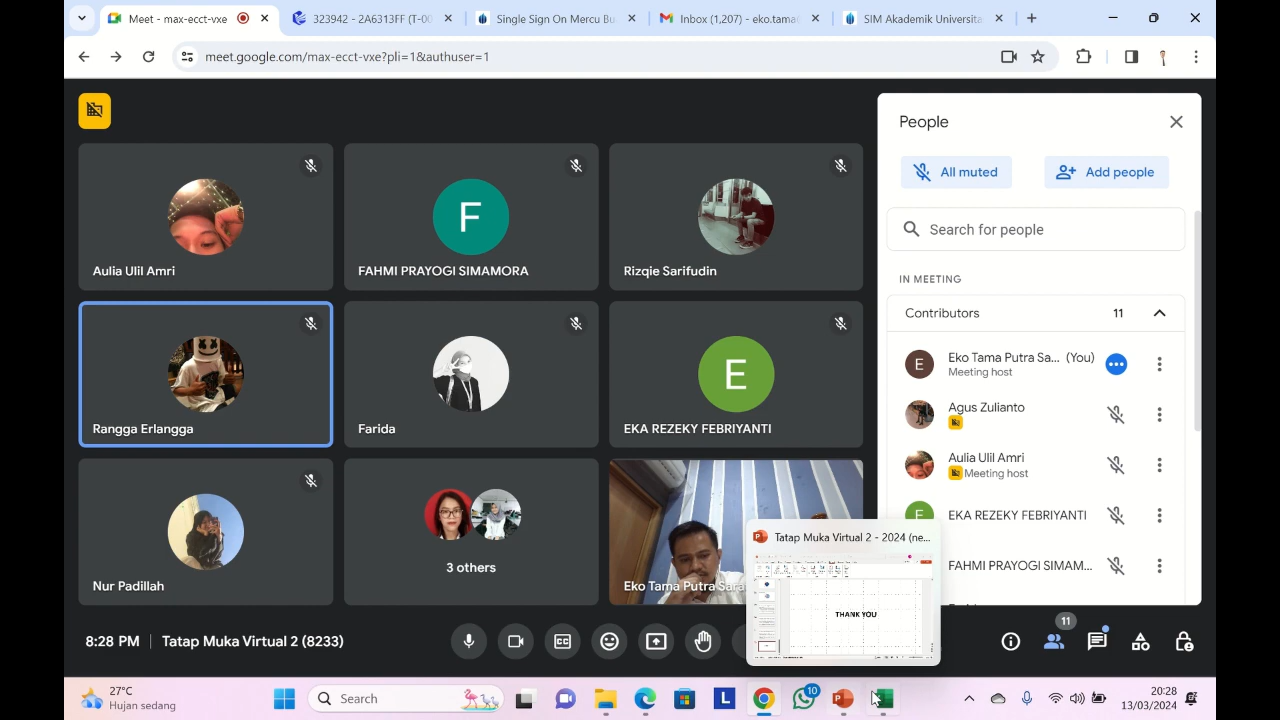 Meet - max-ecct-vxe
323942 - 2A6313FF (T-00
Single Sign On Mercu Bu
Inbox (1,207) - eko.tama
SIM Akademik Universita
meet.google.com/max-ecct-vxe?pli=1&authuser=1
People
All muted
Add people
Search for people
IN MEETING
Contributors 11
Eko Tama Putra Sa... (You)
Meeting host
Agus Zulianto
Aulia Ulil Amri
Meeting host
E
EKA REZEKY FEBRIYANTI
FAHMI PRAYOGI SIMAM...
Aulia Ulil Amri
F
FAHMI PRAYOGI SIMAMORA
Rizqie Sarifudin
Rangga Erlangga
Farida
E
EKA REZEKY FEBRIYANTI
Nur Padillah
3 others
Eko Tama Putra Sara
Tatap Muka Virtual 2 - 2024 (ne...
THANK YOU
8:28 PM
Tatap Muka Virtual 2 (8233)
CC
11
27°C
Hujan sedang
Search
L
10
20:28
13/03/2024